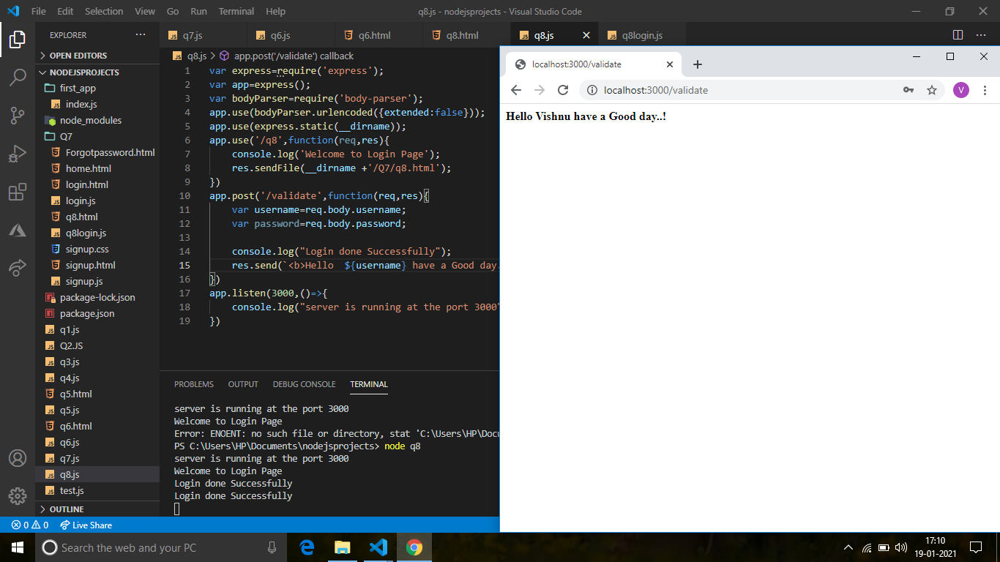 File Edit Selection View Go Run Terminal Help q8.js - nodejsprojects - Visual Studio Code
EXPLORER
OPEN EDITORS
NODEJSPROJECTS
first_app
index.js
node_modules
Q7
Forgotpassword.html
home.html
login.html
login.js
q8.html
q8login.js
signup.css
signup.html
signup.js
package-lock.json
package.json
q1.js
Q2.JS
q3.js
q4.js
q5.html
q5.js
q6.html
q6.js
q7.js
q8.js
test.js
OUTLINE
q7.js q6.js q6.html q8.html q8.js q8login.js
q8.js > app.post('/validate') callback
1 var express=require('express');
2 var app=express();
3 var bodyParser=require('body-parser');
4 app.use(bodyParser.urlencoded({extended:false}));
5 app.use(express.static(__dirname));
6 app.use('/q8',function(req,res){
7 console.log('Welcome to Login Page');
8 res.sendFile(__dirname +'/Q7/q8.html');
9 })
10 app.post('/validate',function(req,res){
11 var username=req.body.username;
12 var password=req.body.password;
13
14 console.log("Login done Successfully");
15 res.send(`<b>Hello  ${username} have a Good day.
16 })
17 app.listen(3000,()=>{
18 console.log("server is running at the port 3000"
19 })
PROBLEMS OUTPUT DEBUG CONSOLE TERMINAL
server is running at the port 3000
Welcome to Login Page
Error: ENOENT: no such file or directory, stat 'C:\Users\HP\Docu
PS C:\Users\HP\Documents\nodejsprojects> node q8
server is running at the port 3000
Welcome to Login Page
Login done Successfully
Login done Successfully
localhost:3000/validate
localhost:3000/validate
V
Hello Vishnu have a Good day..!
0 0 Live Share
Search the web and your PC
17:10
19-01-2021